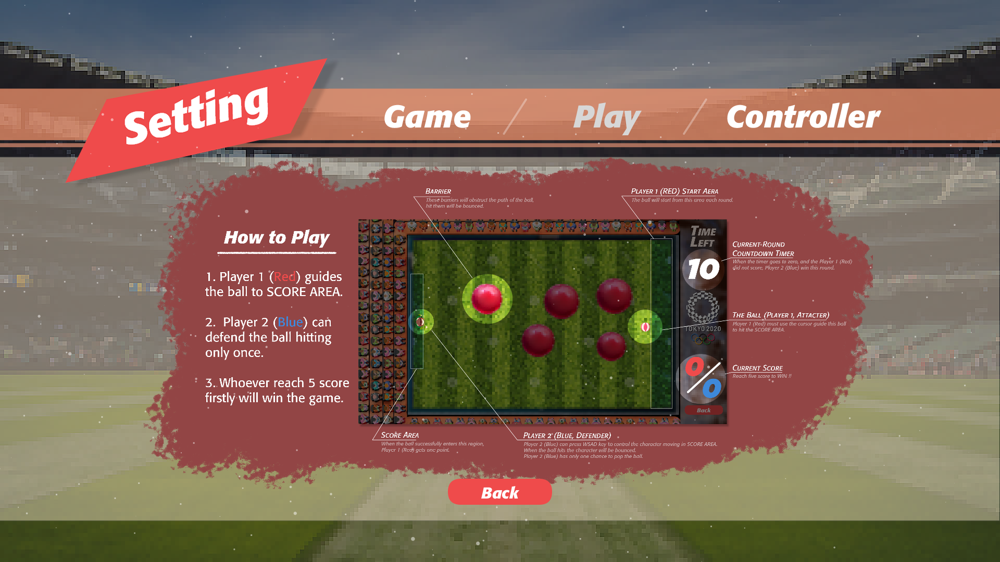 Setting
Game / Play / Controller
How to Play
1. Player 1 (Red) guides
the ball to SCORE AREA.
2. Player 2 (Blue) can
defend the ball hitting
only once.
3. Whoever reach 5 score
firstly will win the game.
BARRIER
These barriers will obstruct the path of the ball,
hit them will be bounced.
PLAYER 1 (RED) START AERA
The ball will start from this area each round.
TIME
LEFT
10
TOKYO 2020
0/0
Back
CURRENT-ROUND
COUNTDOWN TIMER
When the timer goes to zero, and the Player 1 (Red)
did not score, Player 2 (Blue) win this round.
THE BALL (PLAYER 1, ATTACTER)
Player 1 (Red) must use the cursor guide this ball
to hit the SCORE AREA.
CURRENT SCORE
Reach five score to WIN !!
SCORE AREA
When the ball successfully enters this region,
Player 1 (Red) gets one point.
PLAYER 2 (BLUE, DEFENDER)
Player 2 (Blue) can press WSAD key to control the character moving in SCORE AREA.
When the ball hits the character will be bounced.
Player 2 (Blue) has only one chance to pop the ball.
Back